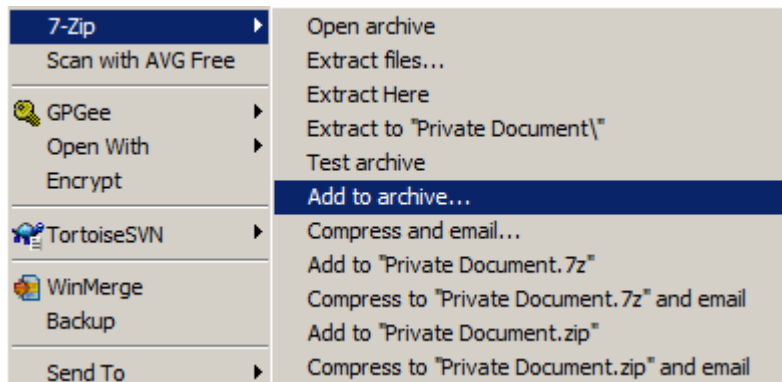 7-Zip
Scan with AVG Free
GPGee
Open With
Encrypt
TortoiseSVN
WinMerge
Backup
Send To
Open archive
Extract files...
Extract Here
Extract to "Private Document\"
Test archive
Add to archive...
Compress and email...
Add to "Private Document.7z"
Compress to "Private Document.7z" and email
Add to "Private Document.zip"
Compress to "Private Document.zip" and email